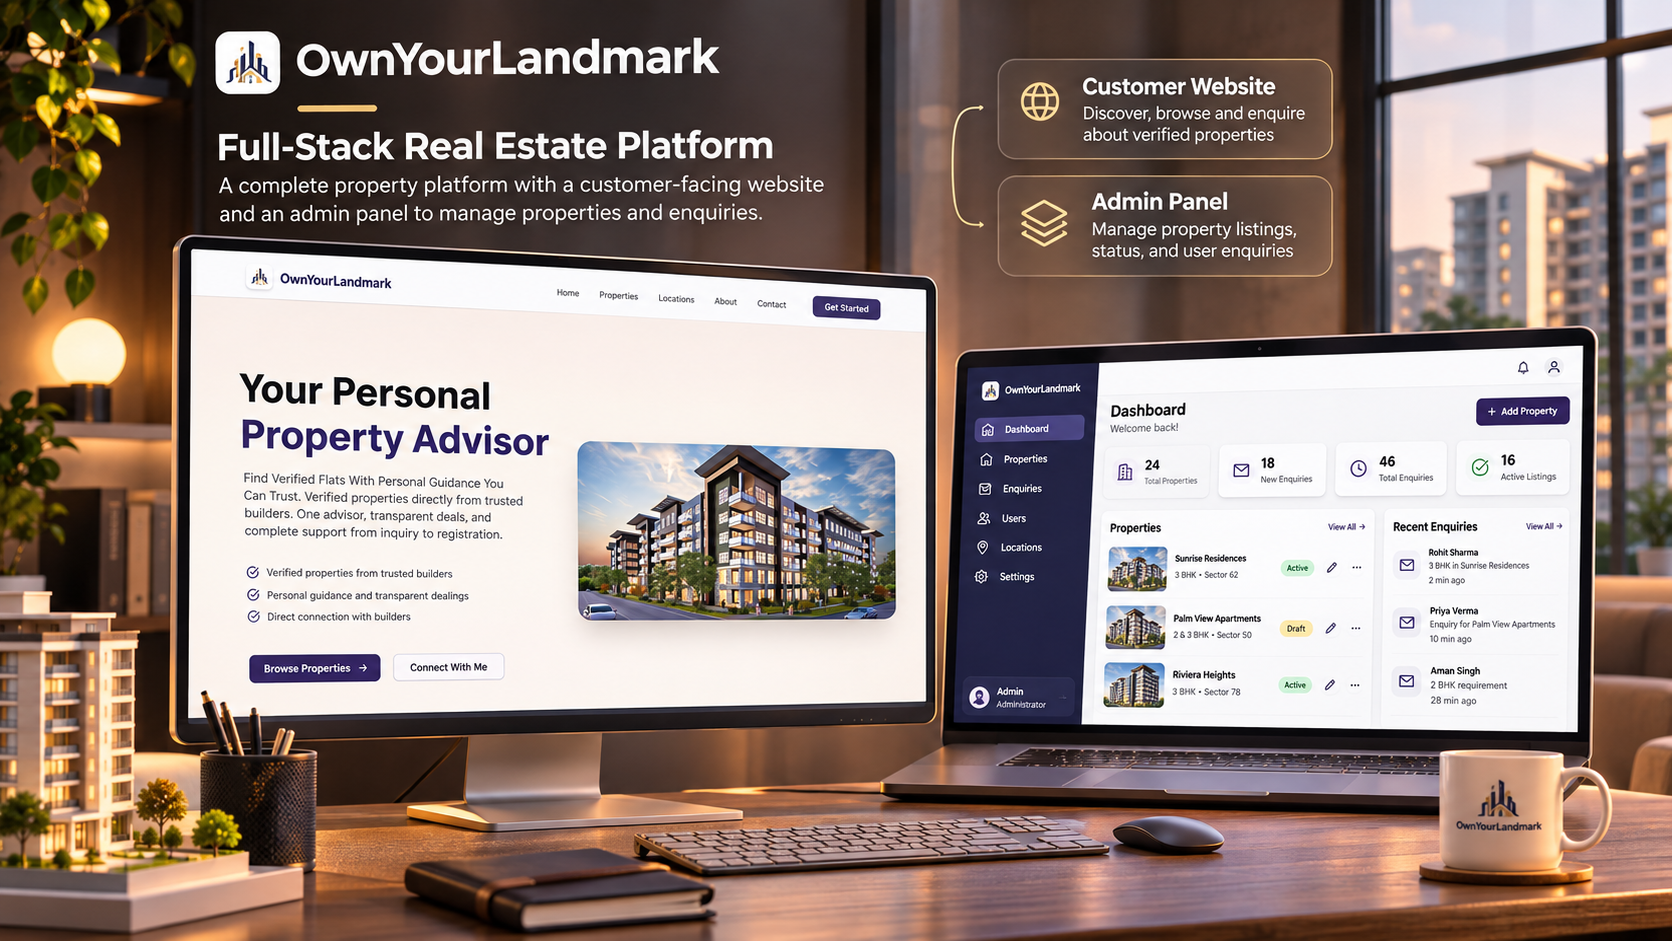 OwnYourLandmark
Full-Stack Real Estate Platform
A complete property platform with a customer-facing website
and an admin panel to manage properties and enquiries.
Customer Website
Discover, browse and enquire
about verified properties
Admin Panel
Manage property listings,
status, and user enquiries
OwnYourLandmark
Home
Properties
Locations
About
Contact
Get Started
Your Personal
Property Advisor
Find Verified Flats With Personal Guidance You
Can Trust. Verified properties directly from trusted
builders. One advisor, transparent deals, and
complete support from inquiry to registration.
Verified properties from trusted builders
Personal guidance and transparent dealings
Direct connection with builders
Browse Properties →
Connect With Me
OwnYourLandmark
Dashboard
Properties
Enquiries
Users
Locations
Settings
Admin
Administrator
Dashboard
Welcome back!
+ Add Property
24
Total Properties
18
New Enquiries
46
Total Enquiries
16
Active Listings
Properties
View All →
Sunrise Residences
3 BHK • Sector 62
Active
Palm View Apartments
2 & 3 BHK • Sector 50
Draft
Riviera Heights
3 BHK • Sector 78
Active
Recent Enquiries
View All →
Rohit Sharma
3 BHK in Sunrise Residences
2 min ago
Priya Verma
Enquiry for Palm View Apartments
10 min ago
Aman Singh
2 BHK requirement
28 min ago
OwnYourLandmark